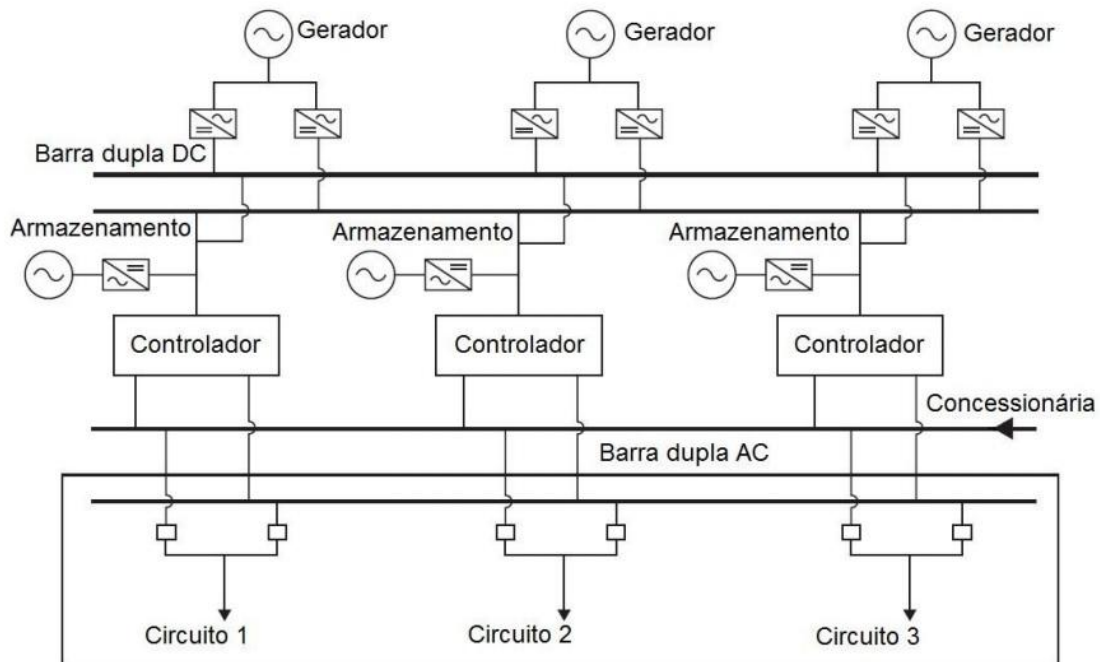 Gerador
Gerador
Gerador
Barra dupla DC
Armazenamento
Armazenamento
Armazenamento
Controlador
Controlador
Controlador
Concessionária
Barra dupla AC
Circuito 1
Circuito 2
Circuito 3